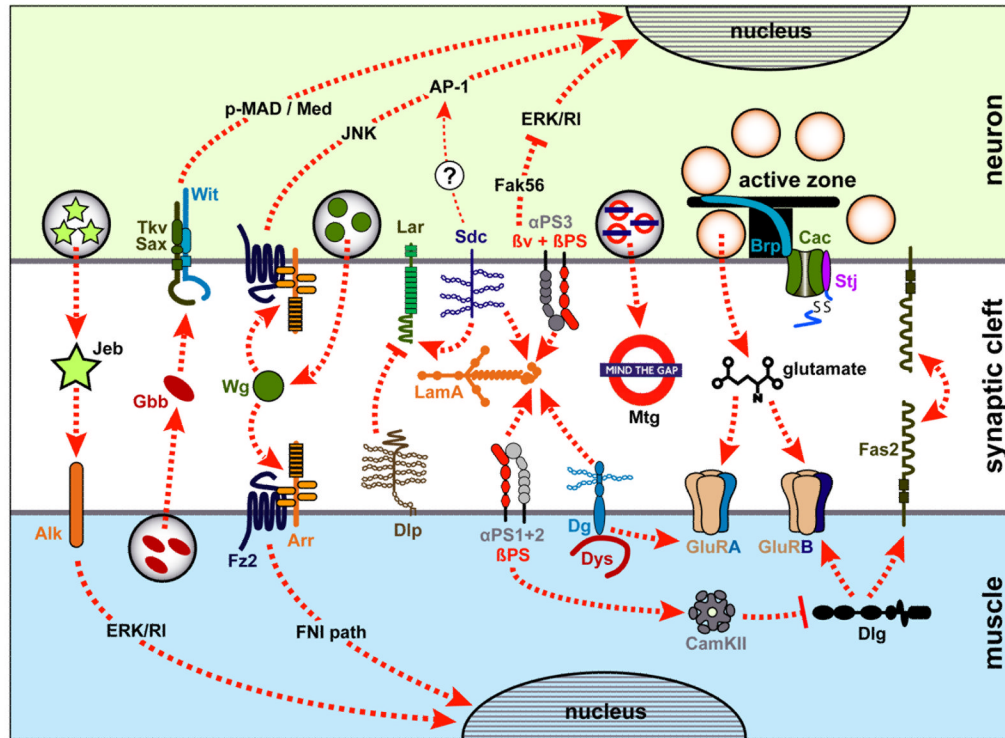 nucleus
p-MAD / Med
AP-1
JNK
ERK/RI
?
Fak56
neuron
active zone
Wit
Tkv
Sax
Lar
Sdc
αPS3
ßv + ßPS
Brp
Cac
Stj
SS
Jeb
Gbb
Wg
LamA
MIND THE GAP
Mtg
glutamate
N
synaptic cleft
Fas2
Alk
Fz2
Arr
Dlp
αPS1+2
ßPS
Dg
Dys
GluRA
GluRB
ERK/RI
FNI path
CamKII
Dlg
muscle
nucleus